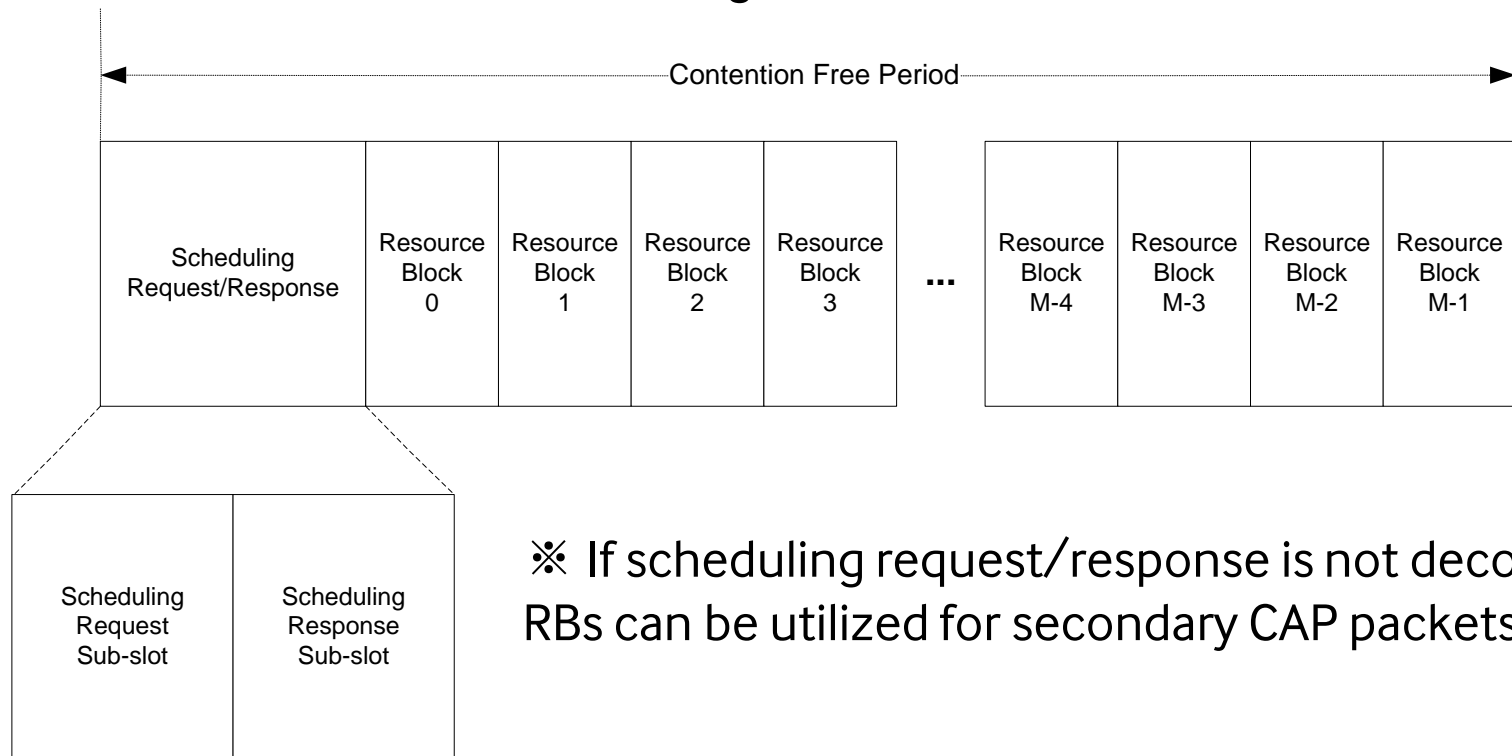 Contention Free Period
Scheduling
Request/Response
Resource
Block
0
Resource
Block
1
Resource
Block
2
Resource
Block
3
...
Resource
Block
M-4
Resource
Block
M-3
Resource
Block
M-2
Resource
Block
M-1
Scheduling
Request
Sub-slot
Scheduling
Response
Sub-slot
※ If scheduling request/response is not
RBs can be utilized for secondary CAP packets